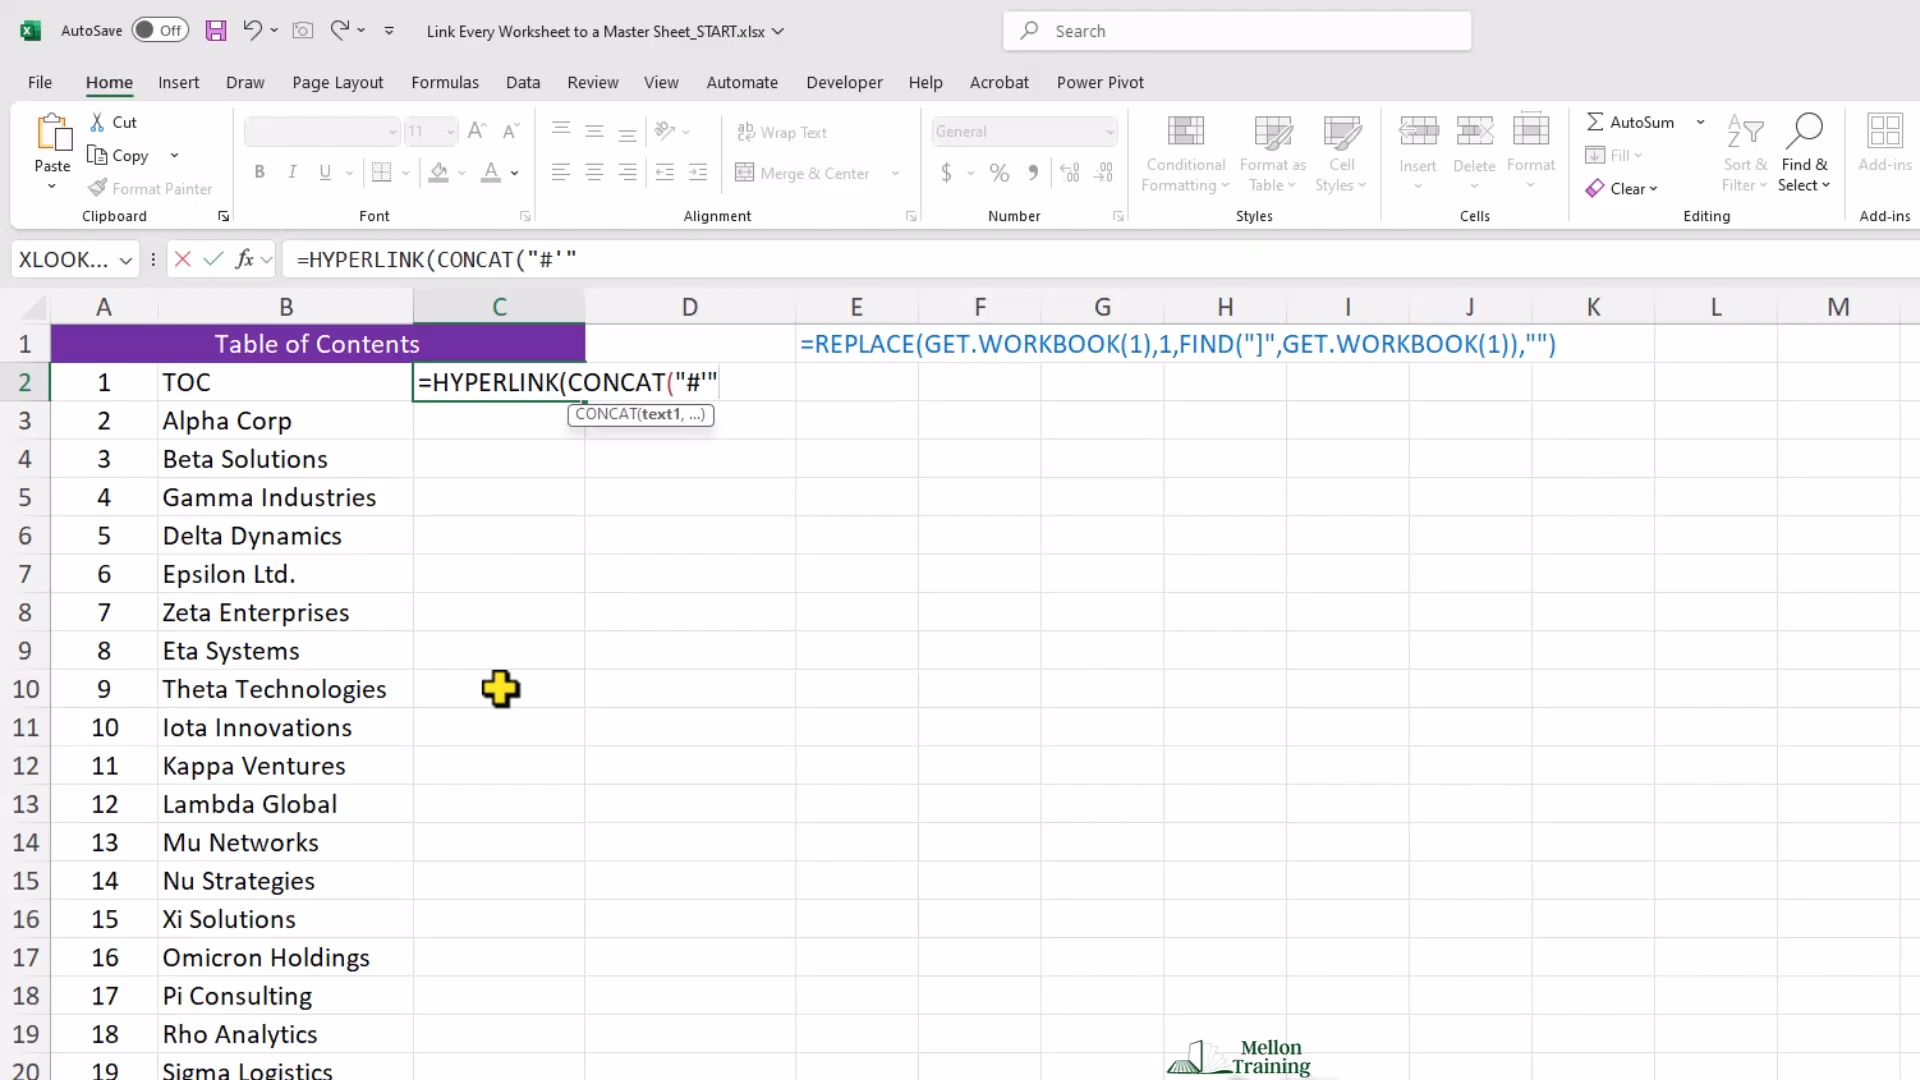 AutoSave Off Link Every Worksheet to a Master Sheet_START.xlsx Search
File Home Insert Draw Page Layout Formulas Data Review View Automate Developer Help Acrobat Power Pivot
Paste Cut Copy Format Painter Clipboard
11 B I U A A A Font
ab Wrap Text Merge & Center Alignment
General $ % Number
Conditional Formatting Format as Table Cell Styles Styles
Insert Delete Format Cells
AutoSum Fill Clear Sort & Filter Find & Select Editing
Add-ins Add-ins
XLOOK... fx =HYPERLINK(CONCAT("#'"
A B C D E F G H I J K L M
1 Table of Contents =REPLACE(GET.WORKBOOK(1),1,FIND("]",GET.WORKBOOK(1)),"")
2 1 TOC =HYPERLINK(CONCAT("#'"
CONCAT(text1, ...)
3 2 Alpha Corp
4 3 Beta Solutions
5 4 Gamma Industries
6 5 Delta Dynamics
7 6 Epsilon Ltd.
8 7 Zeta Enterprises
9 8 Eta Systems
10 9 Theta Technologies
11 10 Iota Innovations
12 11 Kappa Ventures
13 12 Lambda Global
14 13 Mu Networks
15 14 Nu Strategies
16 15 Xi Solutions
17 16 Omicron Holdings
18 17 Pi Consulting
19 18 Rho Analytics
20 19 Sigma Logistics
Mellon
Training